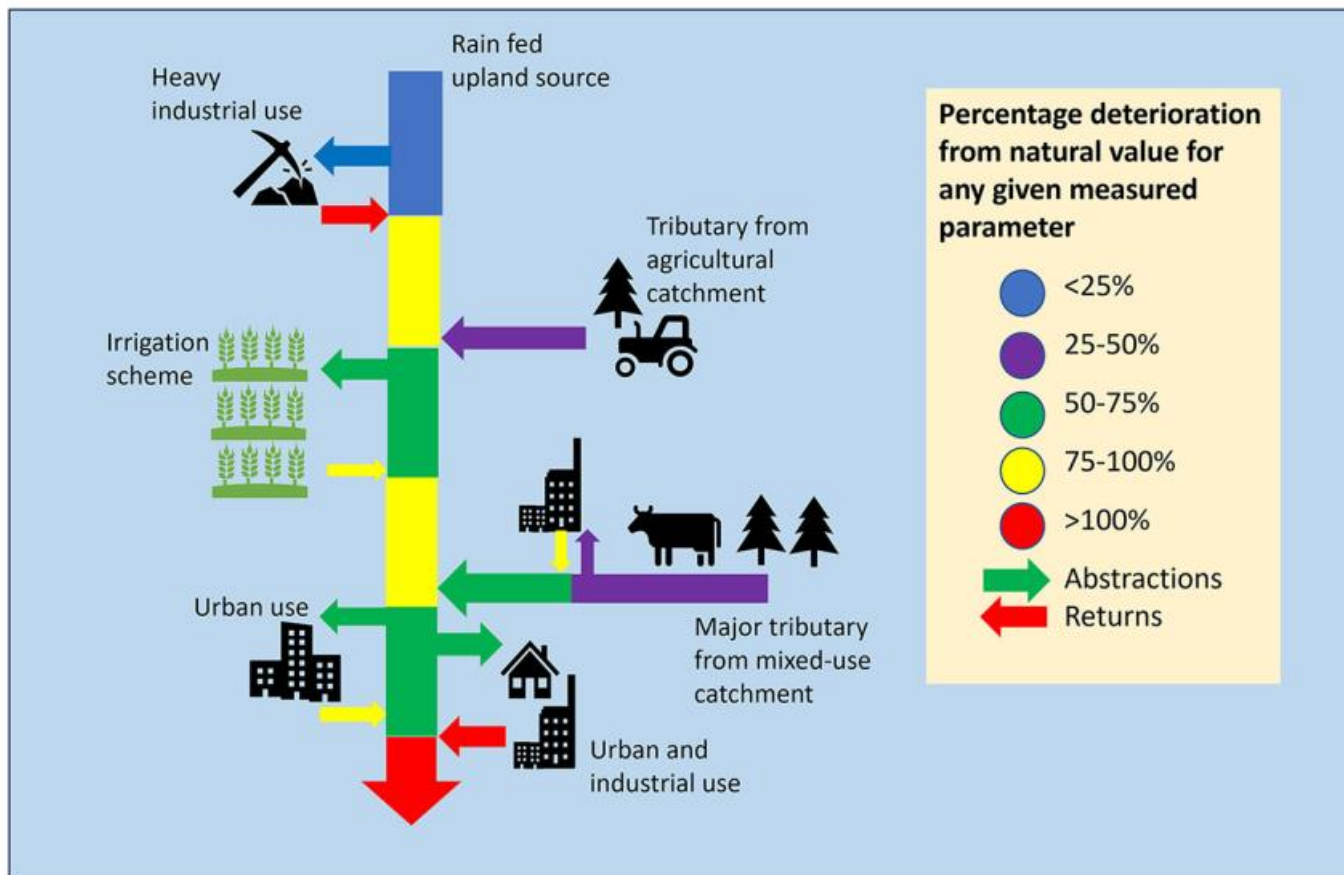 Rain fed
upland source
Heavy
industrial use
Tributary from
agricultural
catchment
Irrigation
scheme
Urban use
Major tributary
from mixed-use
catchment
Urban and
industrial use
Percentage deterioration
from natural value for
any given measured
parameter
<25%
25-50%
50-75%
75-100%
>100%
Abstractions
Returns